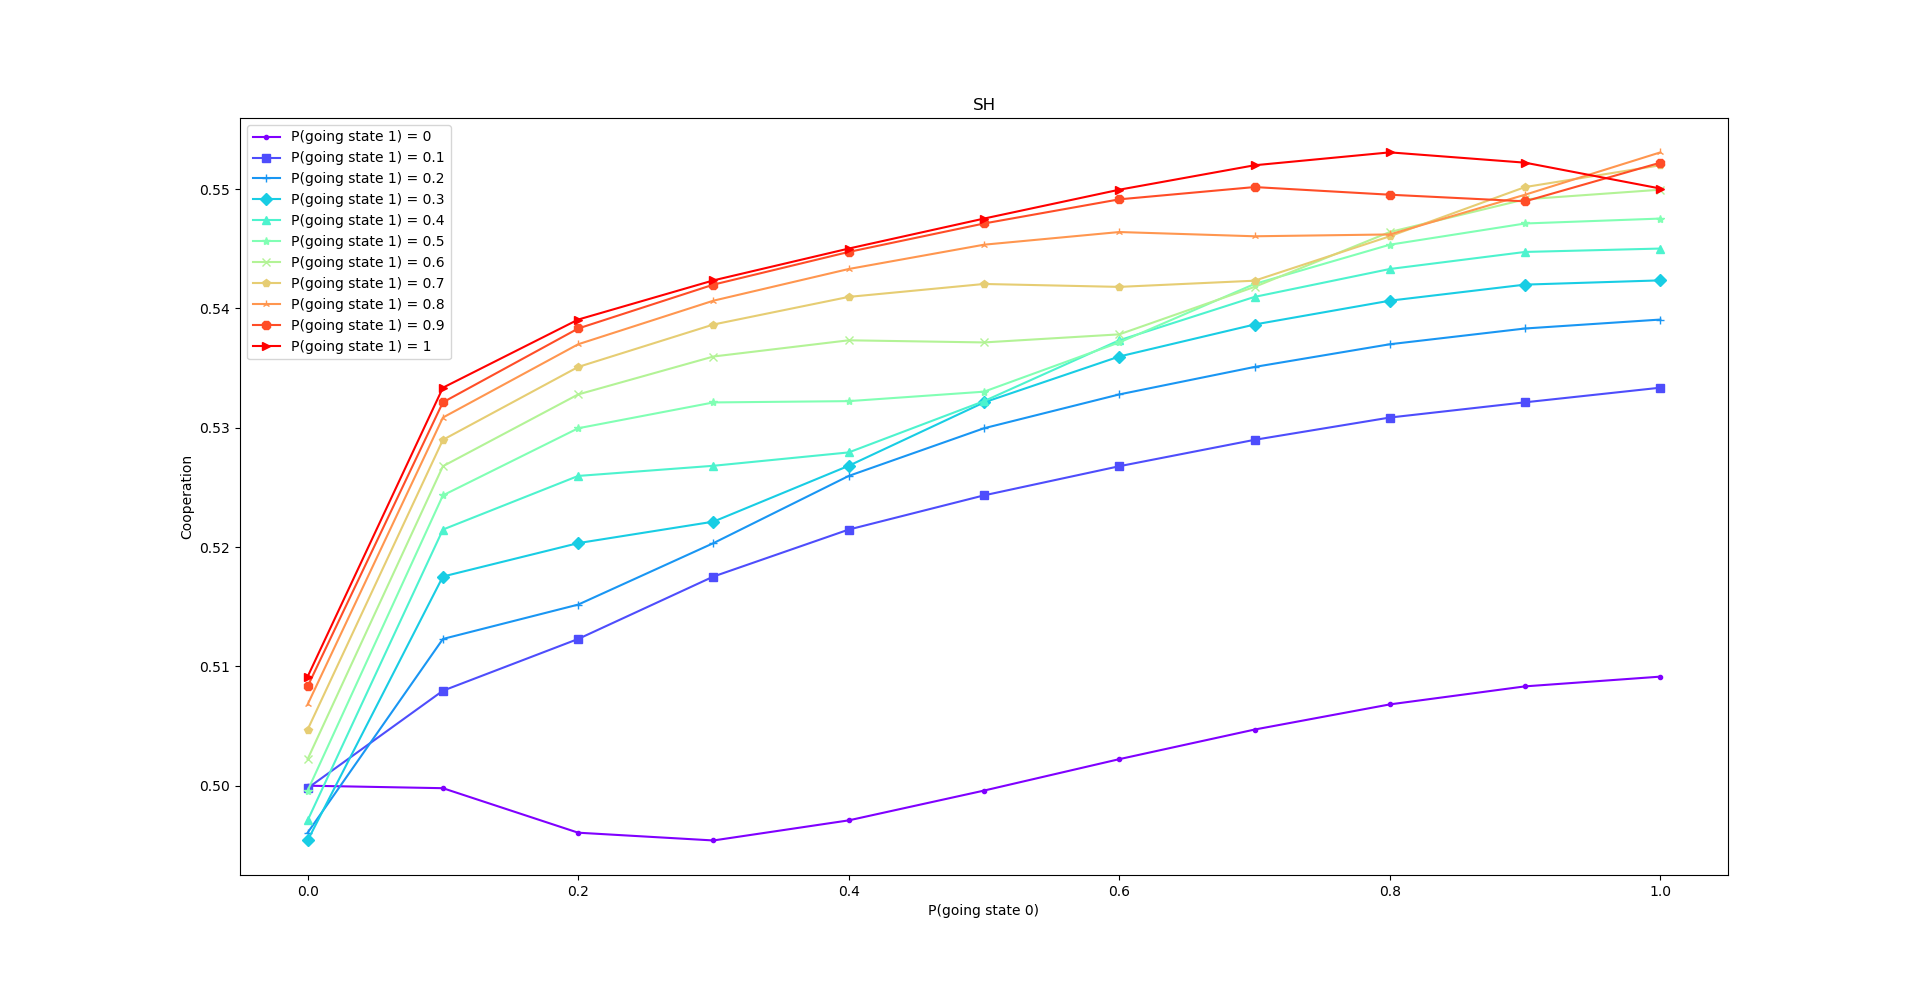 SH
P(going state 1) = 0
P(going state 1) = 0.1
P(going state 1) = 0.2
P(going state 1) = 0.3
P(going state 1) = 0.4
P(going state 1) = 0.5
P(going state 1) = 0.6
P(going state 1) = 0.7
P(going state 1) = 0.8
P(going state 1) = 0.9
P(going state 1) = 1
0.55
0.54
0.53
0.52
0.51
0.50
Cooperation
0.0 0.2 0.4 0.6 0.8 1.0
P(going state 0)